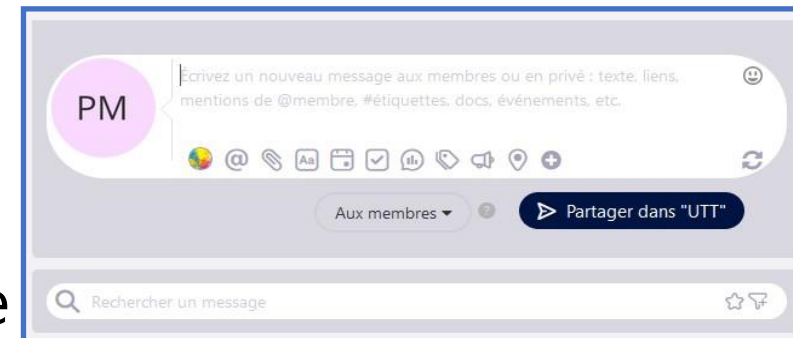 Écrivez un nouveau message aux membres ou en privé : texte, liens,
mentions de @membre, #étiquettes, docs, événements, etc.
PM
@ Aa
Aux membres ? Partager dans "UTT"
Rechercher un message
e